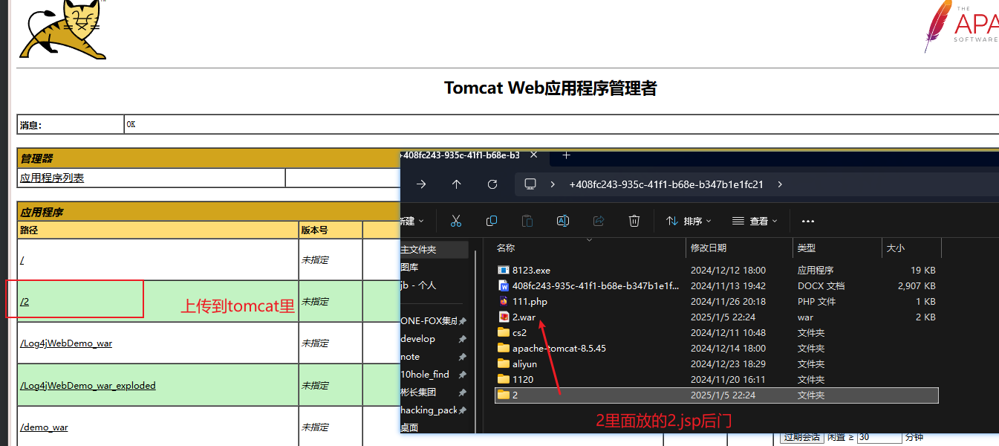 THE
APA
SOFTWARE
Tomcat Web应用程序管理者
消息: OK
管理器
应用程序列表
应用程序
路径 版本号
/ 未指定
/2 未指定
上传到tomcat里
/Log4jWebDemo_war 未指定
/Log4jWebDemo_war_exploded 未指定
/demo_war 未指定
+408fc243-935c-41f1-b68e-b3
+408fc243-935c-41f1-b68e-b347b1e1fc21
新建 排序 查看
主文件夹
图库
jb - 个人
ONE-FOX集成
develop
note
10hole_find
彬长集团
hacking_pack
桌面
名称 修改日期 类型 大小
8123.exe 2024/12/12 18:00 应用程序 19 KB
408fc243-935c-41f1-b68e-b347b1e1f... 2024/11/13 19:42 DOCX 文档 2,907 KB
111.php 2024/11/26 20:18 PHP 文件 1 KB
2.war 2025/1/5 22:24 war 2 KB
cs2 2024/12/11 10:48 文件夹
apache-tomcat-8.5.45 2024/12/14 18:00 文件夹
aliyun 2024/12/23 18:29 文件夹
1120 2024/11/20 16:11 文件夹
2 2025/1/5 22:24 文件夹
2里面放的2.jsp后门
过期会话 闲置 ≥ 30 分钟